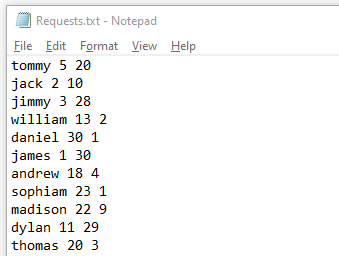 Requests.txt - Notepad
File Edit Format View Help
tommy 5 20
jack 2 10
jimmy 3 28
william 13 2
daniel 30 1
james 1 30
andrew 18 4
sophiam 23 1
madison 22 9
dylan 11 29
thomas 20 3